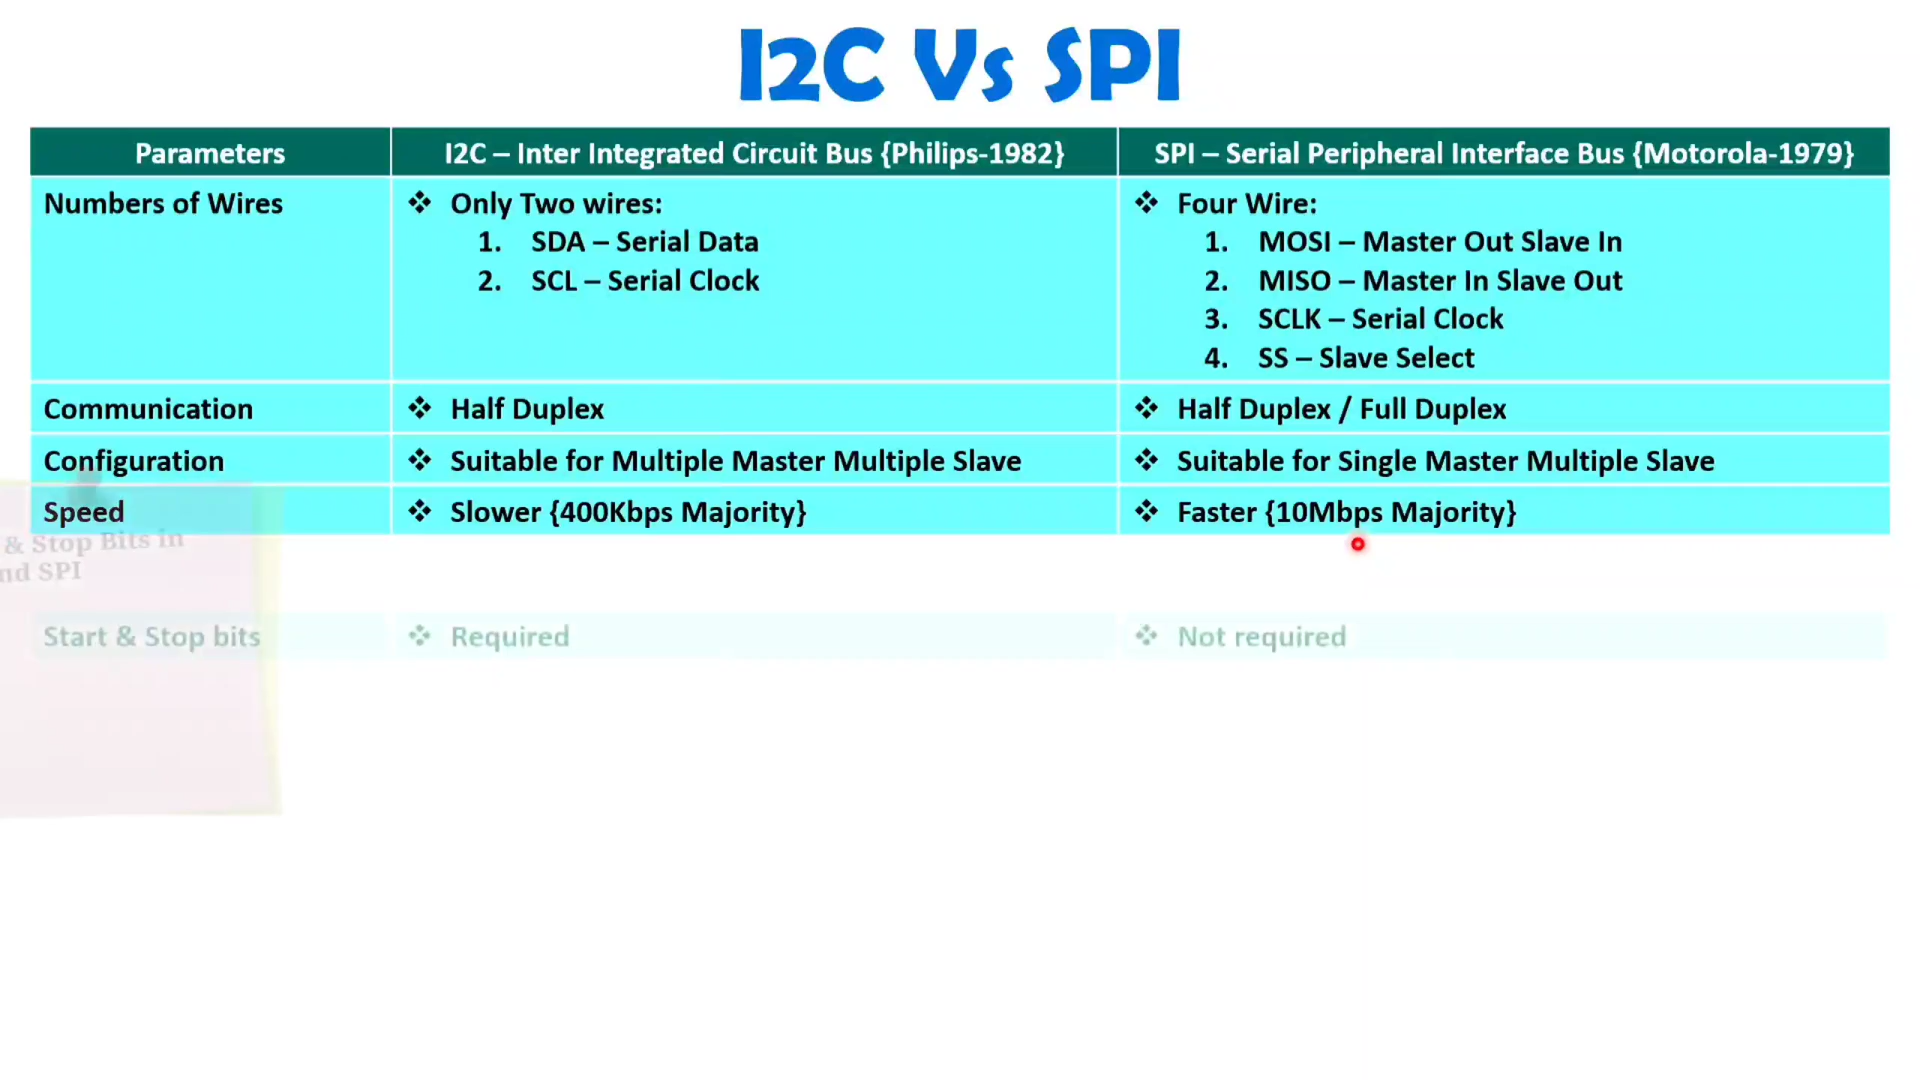 I2C Vs SPI
Parameters
I2C – Inter Integrated Circuit Bus {Philips-1982}
SPI – Serial Peripheral Interface Bus {Motorola-1979}
Numbers of Wires
❖ Only Two wires:
1. SDA – Serial Data
2. SCL – Serial Clock
❖ Four Wire:
1. MOSI – Master Out Slave In
2. MISO – Master In Slave Out
3. SCLK – Serial Clock
4. SS – Slave Select
Communication
❖ Half Duplex
❖ Half Duplex / Full Duplex
Configuration
❖ Suitable for Multiple Master Multiple Slave
❖ Suitable for Single Master Multiple Slave
Speed
❖ Slower {400Kbps Majority}
❖ Faster {10Mbps Majority}
& Stop Bits in
nd SPI
Start & Stop bits
❖ Required
❖ Not required